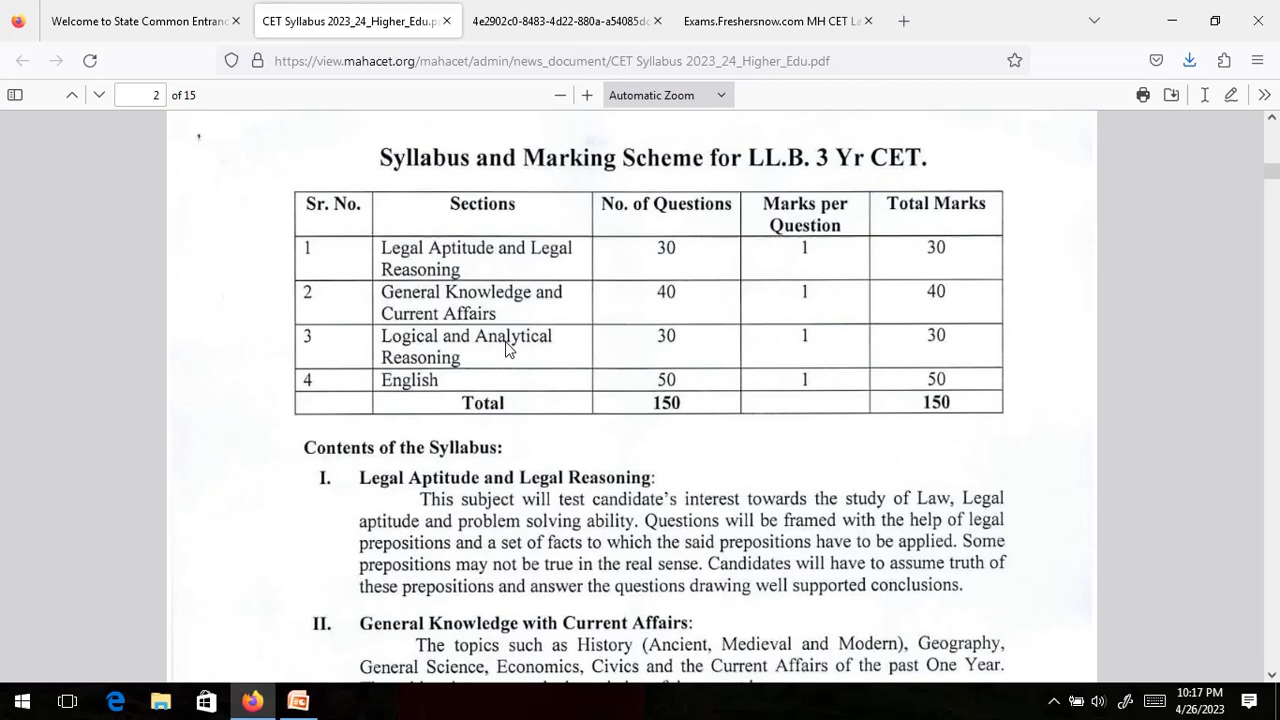 Welcome to State Common Entranc
CET Syllabus 2023_24_Higher_Edu.p
4e2902c0-8483-4d22-880a-a54085dc
Exams.Freshersnow.com MH CET La
https://view.mahacet.org/mahacet/admin/news_document/CET Syllabus 2023_24_Higher_Edu.pdf
2 of 15
Automatic Zoom
Syllabus and Marking Scheme for LL.B. 3 Yr CET.
Sr. No. Sections No. of Questions Marks per Question Total Marks
1 Legal Aptitude and Legal Reasoning 30 1 30
2 General Knowledge and Current Affairs 40 1 40
3 Logical and Analytical Reasoning 30 1 30
4 English 50 1 50
Total 150 150
Contents of the Syllabus:
I. Legal Aptitude and Legal Reasoning:
This subject will test candidate's interest towards the study of Law, Legal
aptitude and problem solving ability. Questions will be framed with the help of legal
prepositions and a set of facts to which the said prepositions have to be applied. Some
prepositions may not be true in the real sense. Candidates will have to assume truth of
these prepositions and answer the questions drawing well supported conclusions.
II. General Knowledge with Current Affairs:
The topics such as History (Ancient, Medieval and Modern), Geography,
General Science, Economics, Civics and the Current Affairs of the past One Year.
10:17 PM
4/26/2023